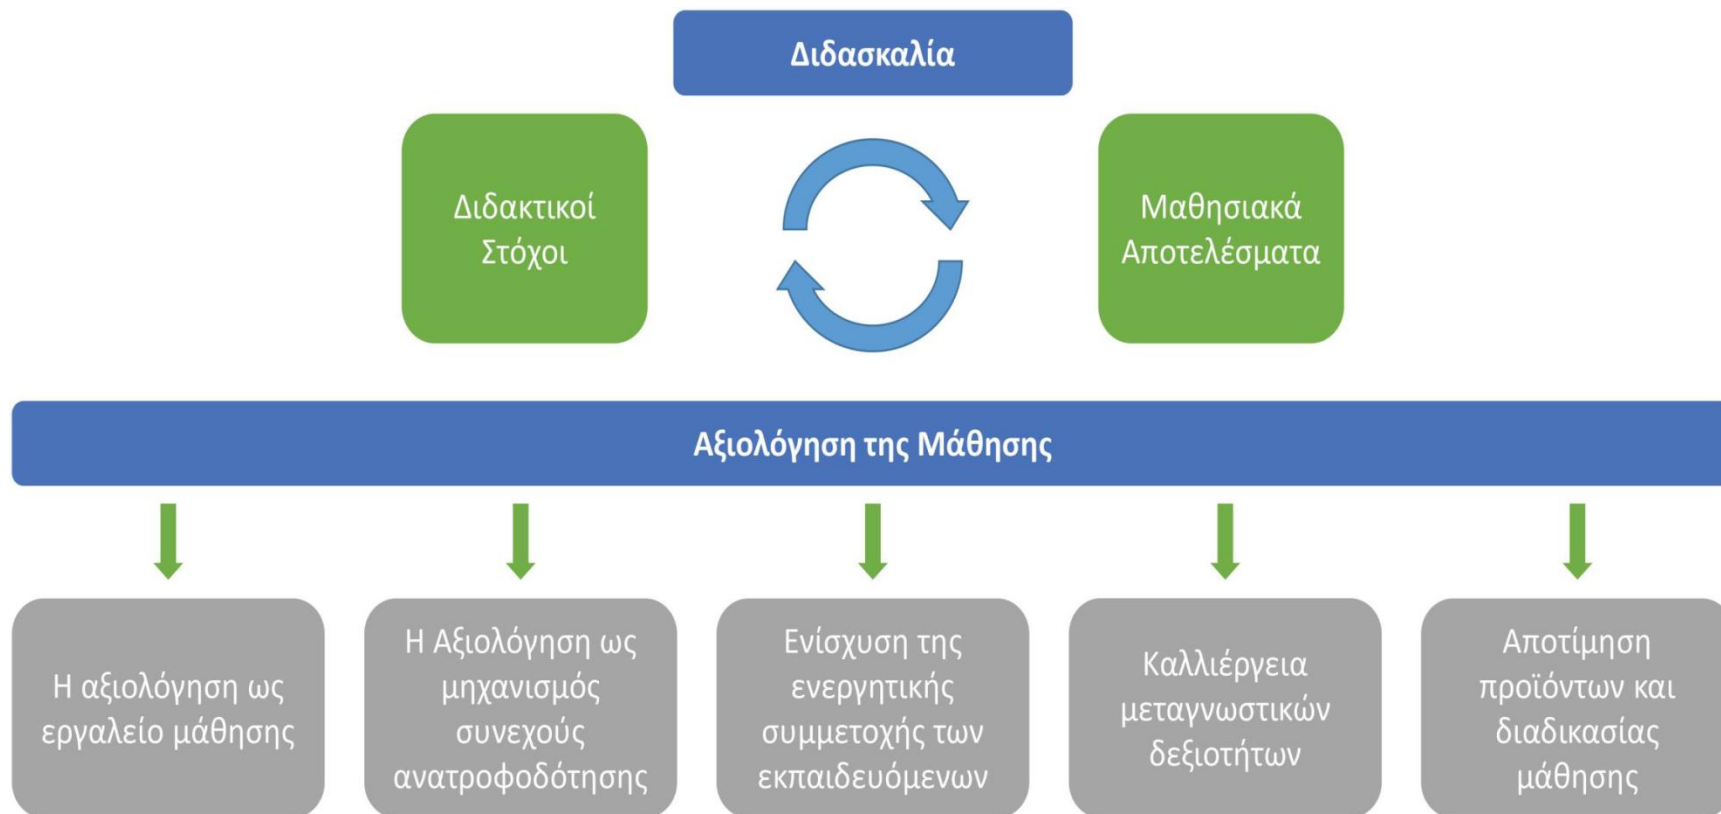 Διδασκαλία
Διδακτικοί
Στόχοι
Μαθησιακά
Αποτελέσματα
Αξιολόγηση της Μάθησης
Η αξιολόγηση ως
εργαλείο μάθησης
Η Αξιολόγηση ως
μηχανισμός
συνεχούς
ανατροφοδότησης
Ενίσχυση της
ενεργητικής
συμμετοχής των
εκπαιδευόμενων
Καλλιέργεια
μεταγνωστικών
δεξιοτήτων
Αποτίμηση
προϊόντων και
διαδικασίας
μάθησης